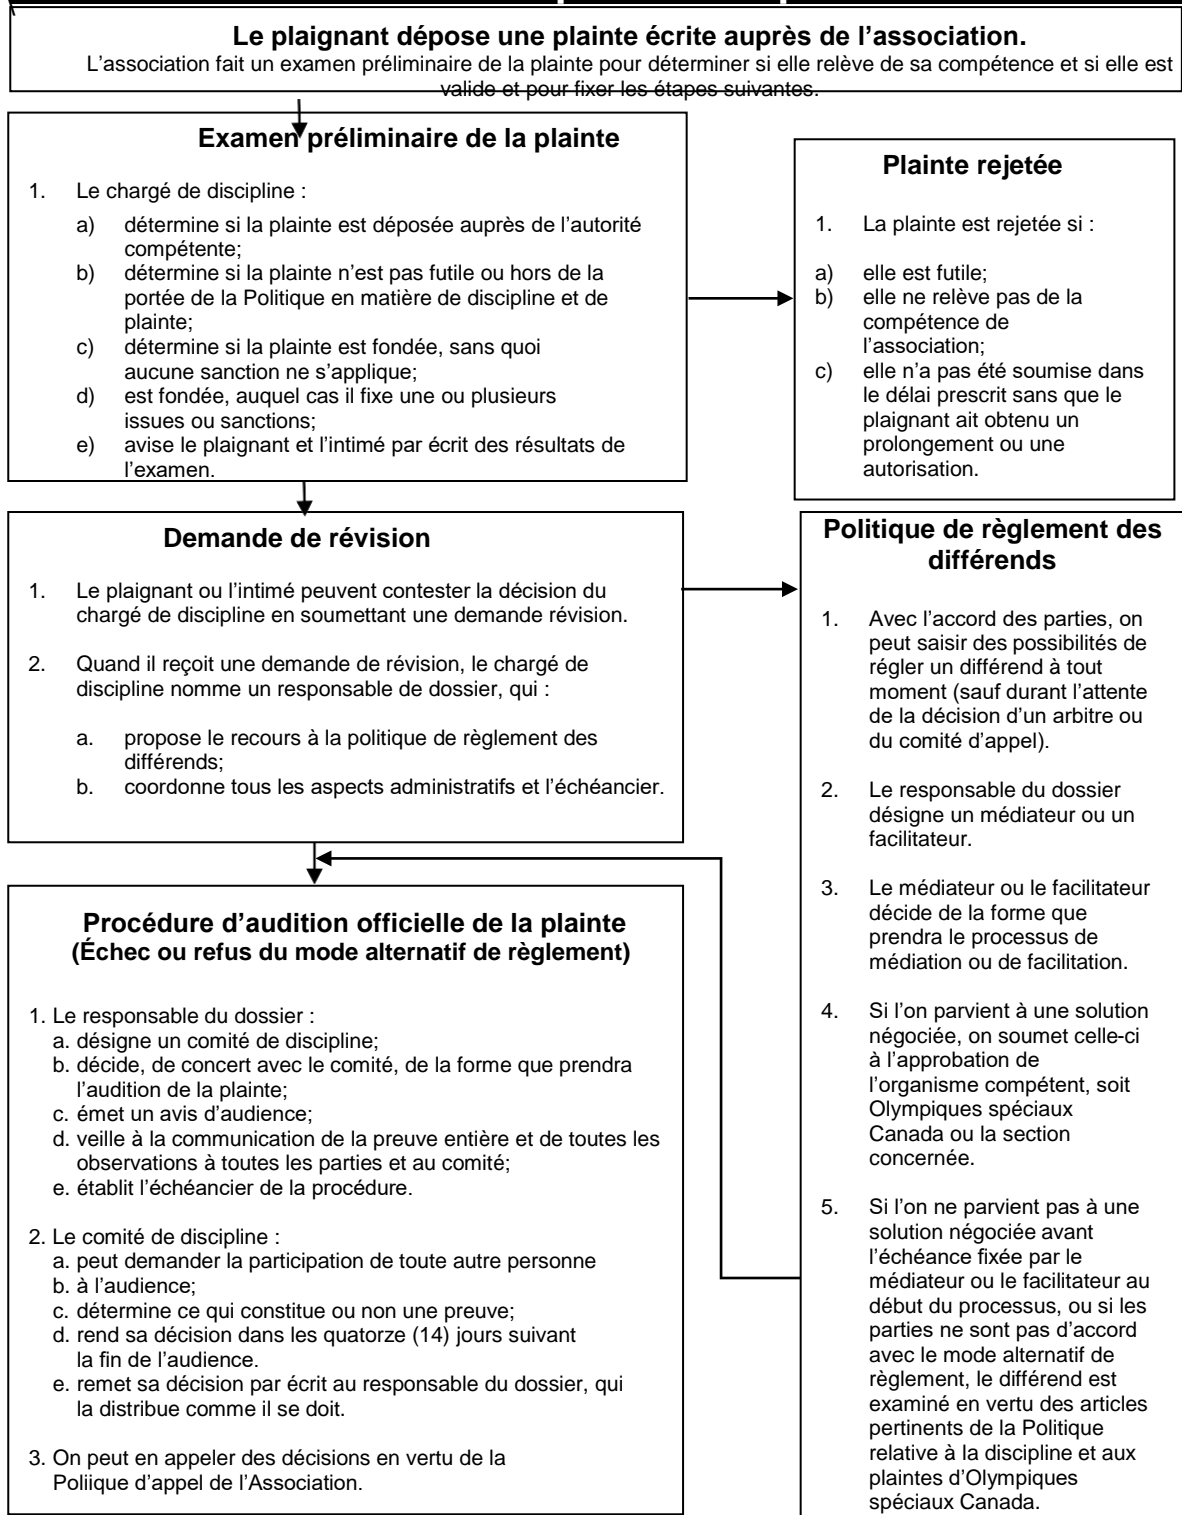 Le plaignant dépose une plainte écrite auprès de l’association.
L’association fait un examen préliminaire de la plainte pour déterminer si elle relève de sa compétence et si elle est
valide et pour fixer les étapes suivantes.
Examen préliminaire de la plainte
1. Le chargé de discipline :
a) détermine si la plainte est déposée auprès de l’autorité
compétente;
b) détermine si la plainte n’est pas futile ou hors de la
portée de la Politique en matière de discipline et de
plainte;
c) détermine si la plainte est fondée, sans quoi
aucune sanction ne s’applique;
d) est fondée, auquel cas il fixe une ou plusieurs
issues ou sanctions;
e) avise le plaignant et l’intimé par écrit des résultats de
l’examen.
Plainte rejetée
1. La plainte est rejetée si :
a) elle est futile;
b) elle ne relève pas de la
compétence de
l’association;
c) elle n’a pas été soumise dans
le délai prescrit sans que le
plaignant ait obtenu un
prolongement ou une
autorisation.
Demande de révision
1. Le plaignant ou l’intimé peuvent contester la décision du
chargé de discipline en soumettant une demande révision.
2. Quand il reçoit une demande de révision, le chargé de
discipline nomme un responsable de dossier, qui :
a. propose le recours à la politique de règlement des
différends;
b. coordonne tous les aspects administratifs et l’échéancier.
Politique de règlement des
différends
1. Avec l’accord des parties, on
peut saisir des possibilités de
régler un différend à tout
moment (sauf durant l’attente
de la décision d’un arbitre ou
du comité d’appel).
2. Le responsable du dossier
désigne un médiateur ou un
facilitateur.
3. Le médiateur ou le facilitateur
décide de la forme que
prendra le processus de
médiation ou de facilitation.
4. Si l’on parvient à une solution
négociée, on soumet celle-ci
à l’approbation de
l’organisme compétent, soit
Olympiques spéciaux
Canada ou la section
concernée.
5. Si l’on ne parvient pas à une
solution négociée avant
l’échéance fixée par le
médiateur ou le facilitateur au
début du processus, ou si les
parties ne sont pas d’accord
avec le mode alternatif de
règlement, le différend est
examiné en vertu des articles
pertinents de la Politique
relative à la discipline et aux
plaintes d’Olympiques
spéciaux Canada.
Procédure d’audition officielle de la plainte
(Échec ou refus du mode alternatif de règlement)
1. Le responsable du dossier :
a. désigne un comité de discipline;
b. décide, de concert avec le comité, de la forme que prendra
l’audition de la plainte;
c. émet un avis d’audience;
d. veille à la communication de la preuve entière et de toutes les
observations à toutes les parties et au comité;
e. établit l’échéancier de la procédure.
2. Le comité de discipline :
a. peut demander la participation de toute autre personne
b. à l’audience;
c. détermine ce qui constitue ou non une preuve;
d. rend sa décision dans les quatorze (14) jours suivant
la fin de l’audience.
e. remet sa décision par écrit au responsable du dossier, qui
la distribue comme il se doit.
3. On peut en appeler des décisions en vertu de la
Poliique d’appel de l’Association.